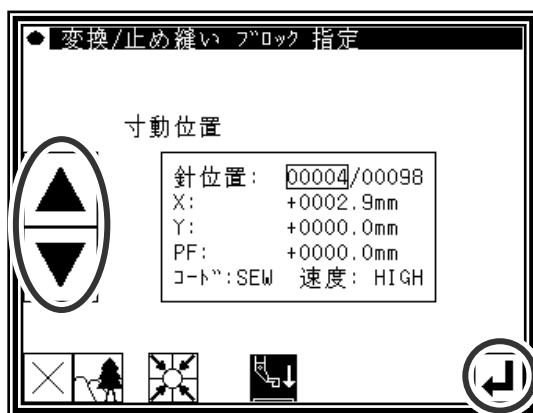 変換/止め縫い ﾌﾞﾛｯｸ 指定
寸動位置
針位置: 00004/00098
X: +0002.9mm
Y: +0000.0mm
PF: +0000.0mm
ｺｰﾄﾞ:SEW 速度: HIGH